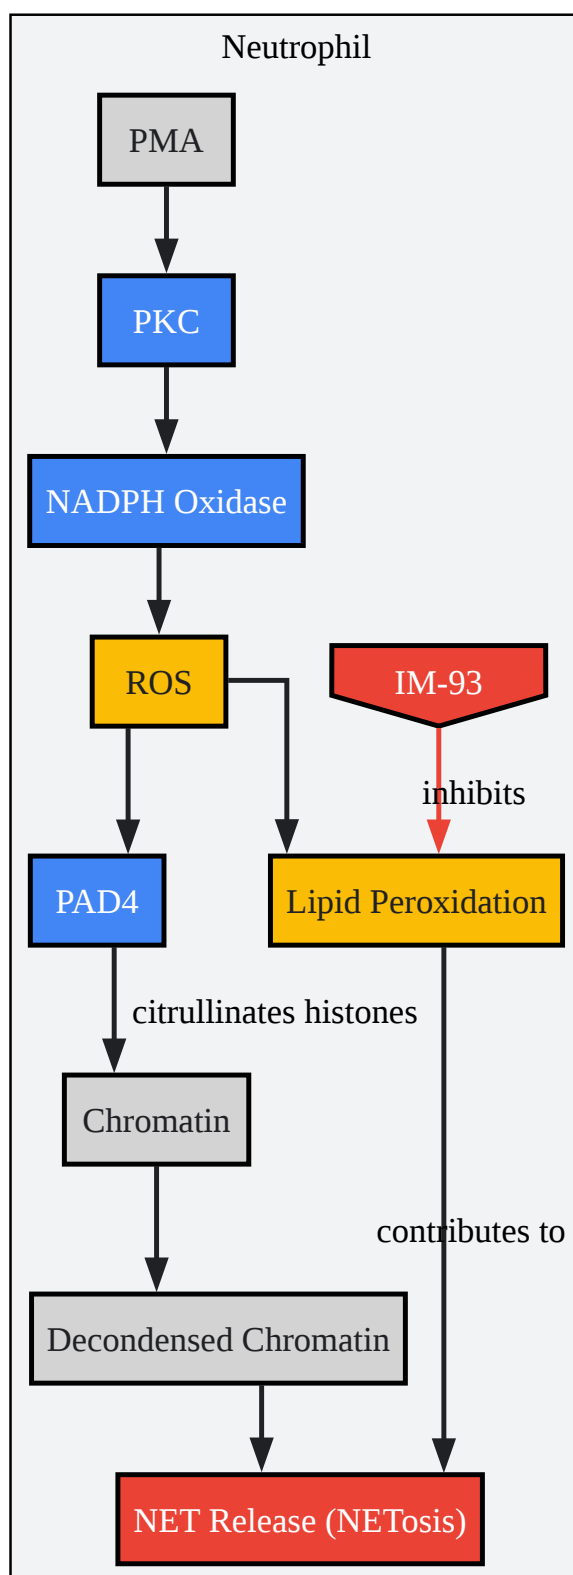 Neutrophil
PMA
PKC
NADPH Oxidase
ROS
IM-93
inhibits
PAD4
Lipid Peroxidation
citrullinates histones
Chromatin
contributes to
Decondensed Chromatin
NET Release (NETosis)